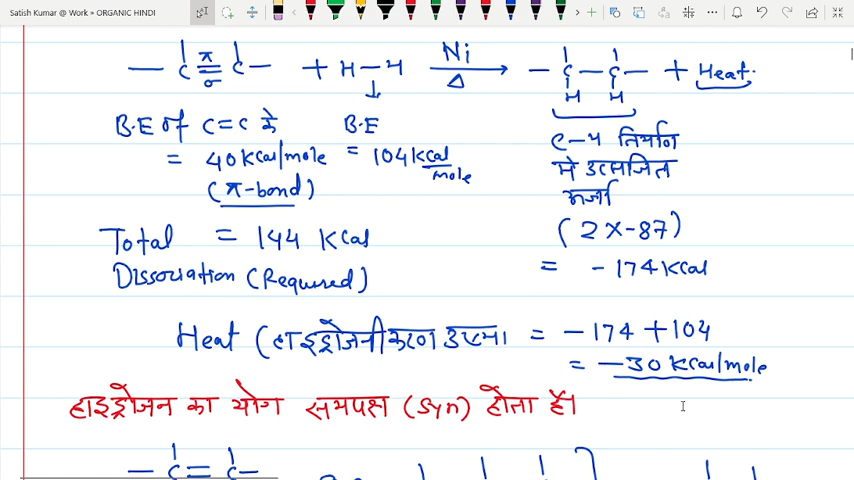 Satish Kumar @ Work » ORGANIC HINDI
— C π σ C — + H—H Ni Δ → — C — C — + Heat.
H H
B.E of C=C के B.E
= 40 kcal/mole = 104 kcal/mole
(π-bond)
C-H निर्माण
मे उत्सर्जित
ऊर्जा
Total = 144 Kcal
(2×-87)
Dissociation (Required)
= -174 kcal
Heat (हाइड्रोजनीकरण उष्मा = -174 + 104
= -30 kcal/mole
हाइड्रोजन का योग समपक्ष (syn) होता है।
— C = C —